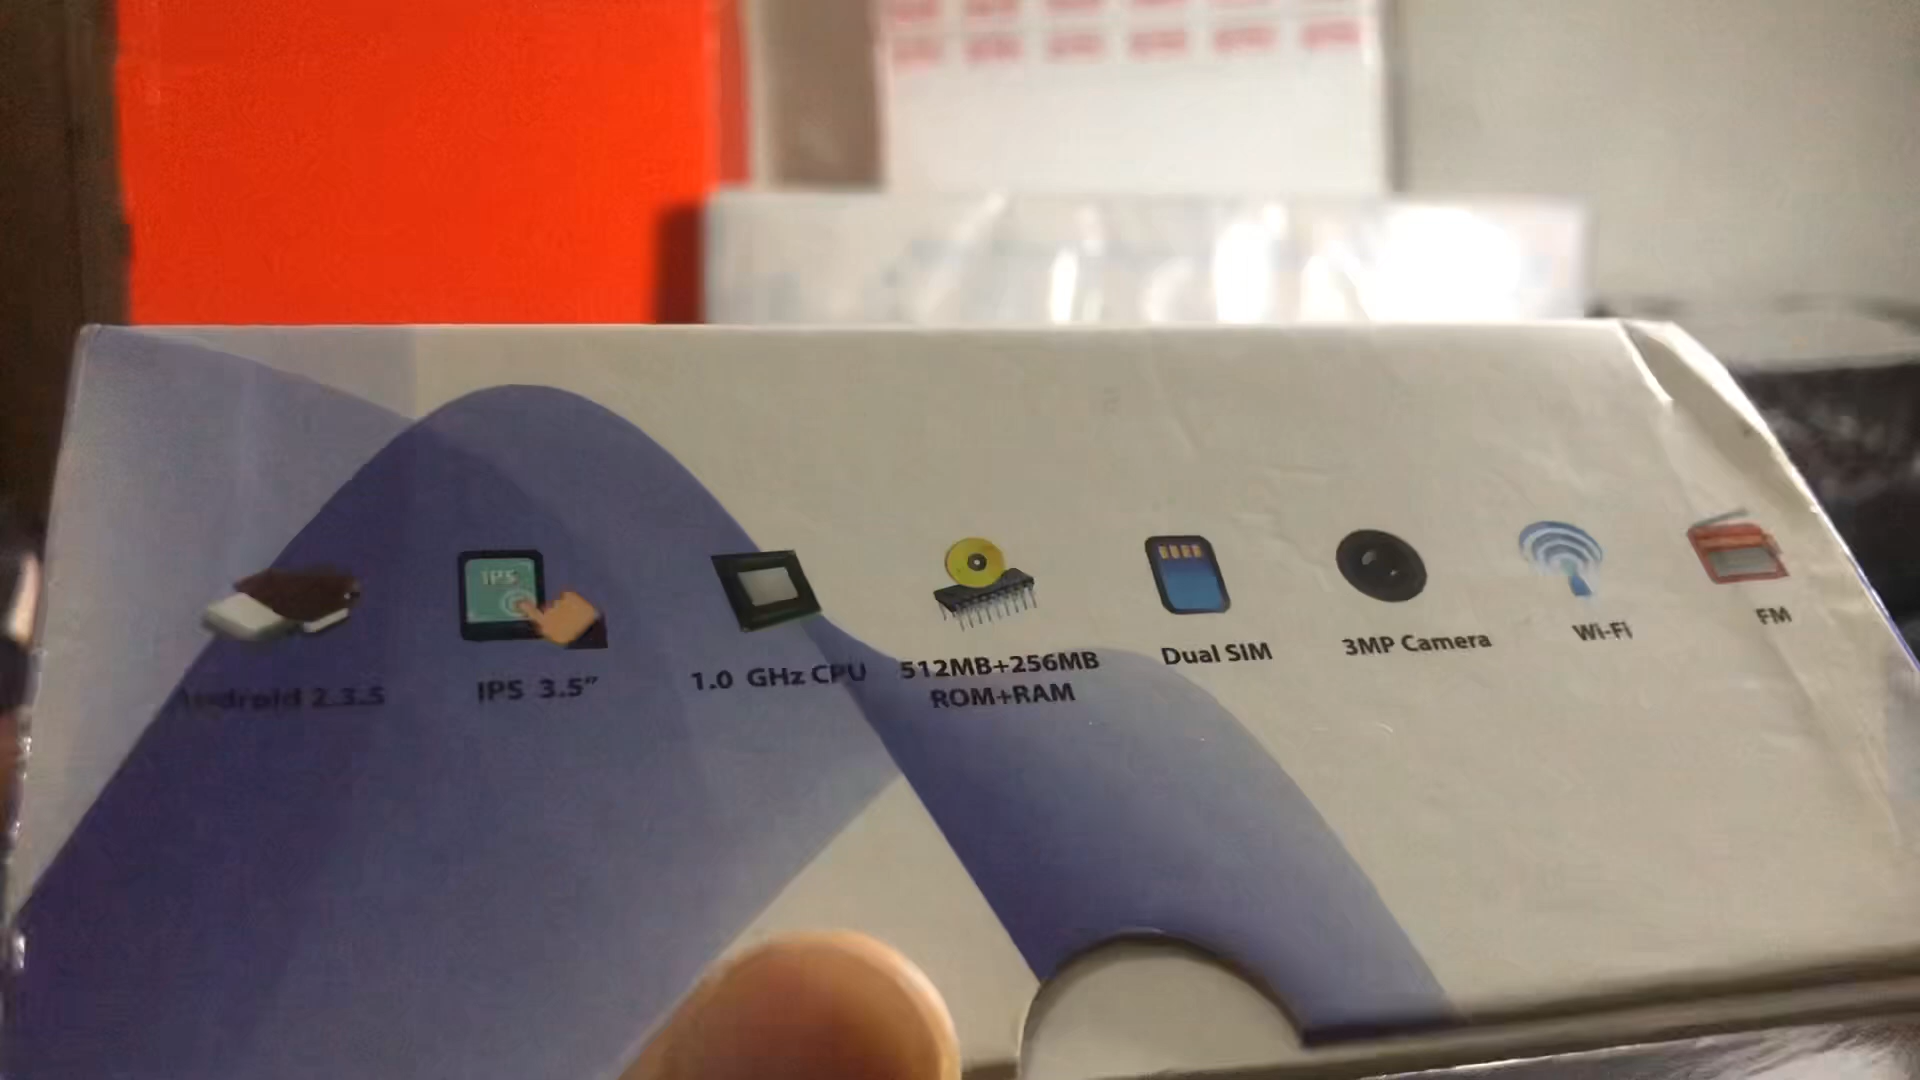 Android 2.3.5
IPS
IPS 3.5"
1.0 GHz CPU
512MB+256MB
ROM+RAM
Dual SIM
3MP Camera
Wi-Fi
FM